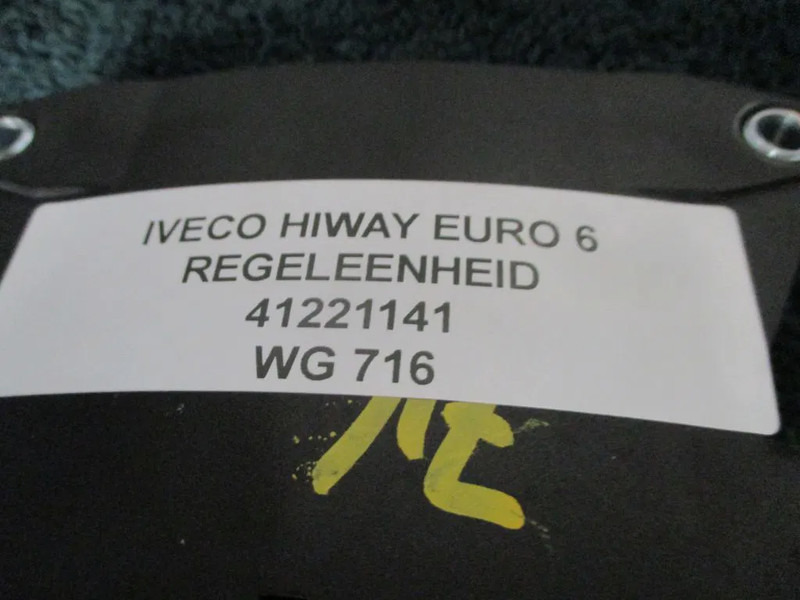 IVECO HIWAY EURO 6
REGELEENHEID
41221141
WG 716